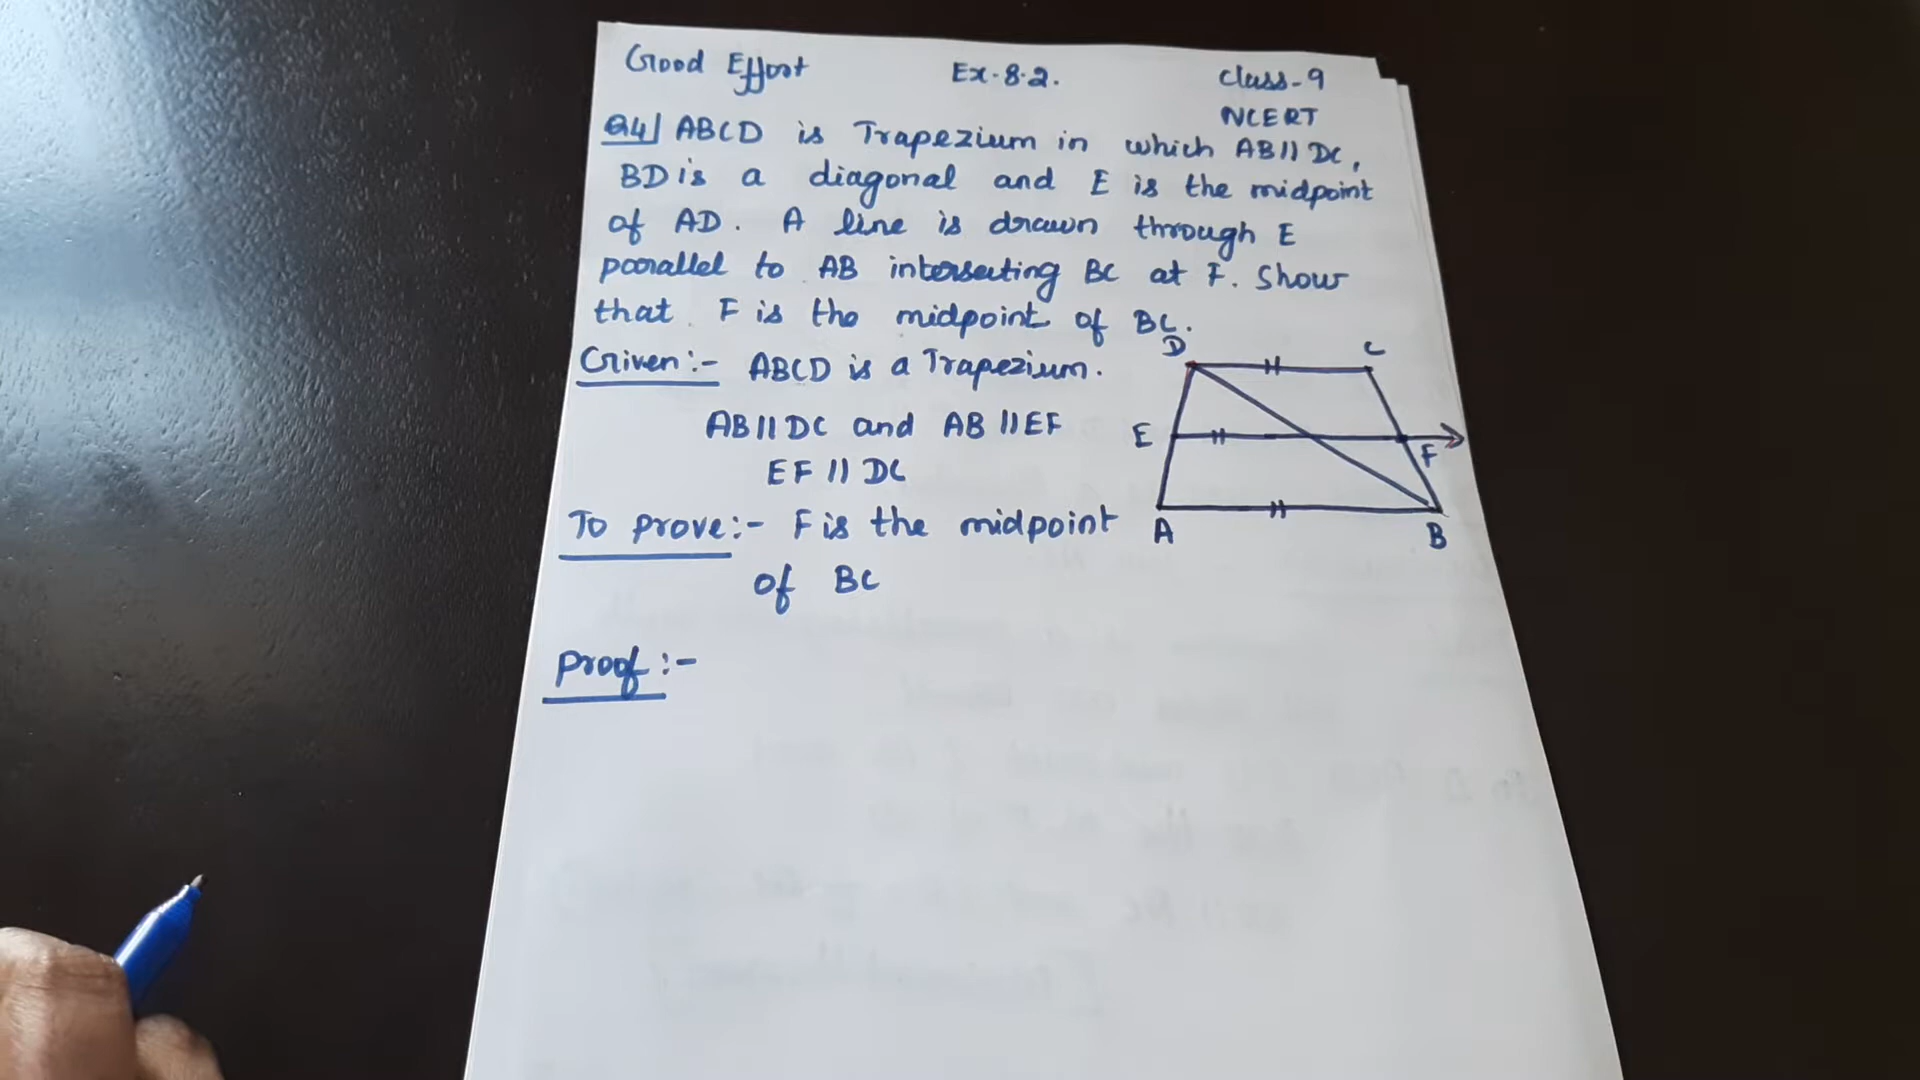 Good Effort Ex.8.2. Class-9
NCERT
Q4| ABCD is Trapezium in which AB||DC,
BD is a diagonal and E is the midpoint
of AD. A line is drawn through E
parallel to AB intersecting BC at F. Show
that F is the midpoint of BC.
Given:- ABCD is a Trapezium.
AB||DC and AB||EF
EF||DC
To prove:- F is the midpoint
of BC
Proof:-
D C
E F
A B